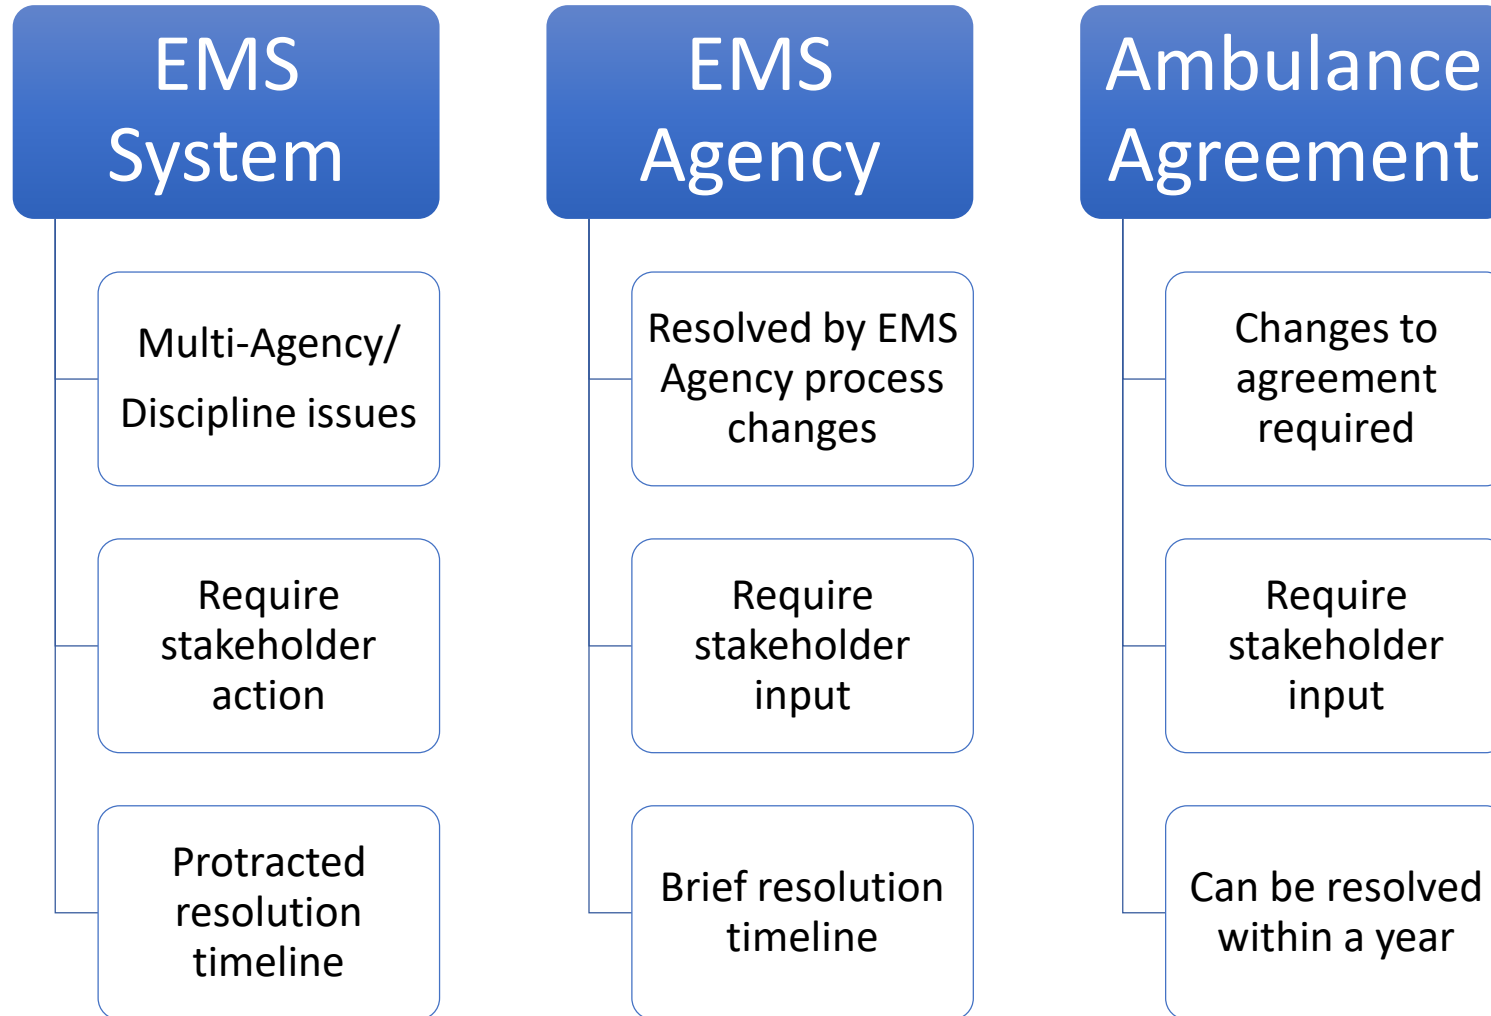 EMS
System
Multi-Agency/
Discipline issues
Require
stakeholder
action
Protracted
resolution
timeline
EMS
Agency
Resolved by EMS
Agency process
changes
Require
stakeholder
input
Brief resolution
timeline
Ambulance
Agreement
Changes to
agreement
required
Require
stakeholder
input
Can be resolved
within a year